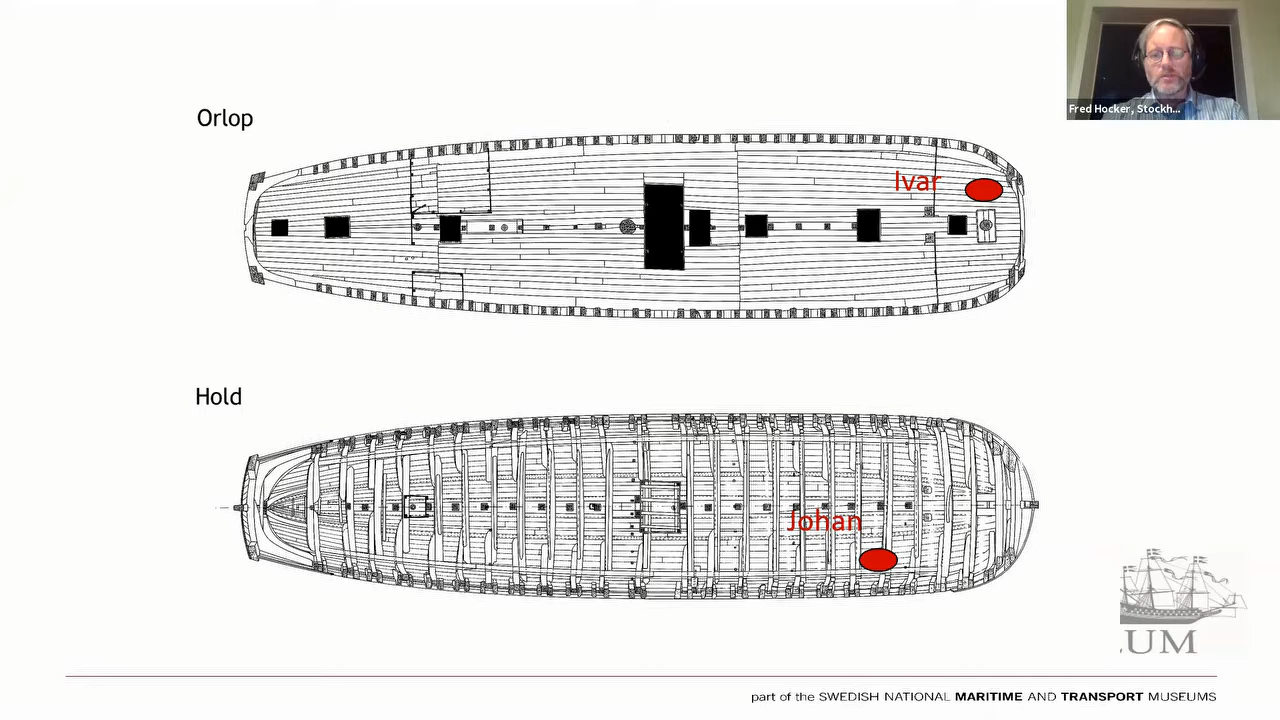 Fred Hocker, Stockh...
Orlop
Ivar
Hold
Johan
UM
part of the SWEDISH NATIONAL MARITIME AND TRANSPORT MUSEUMS